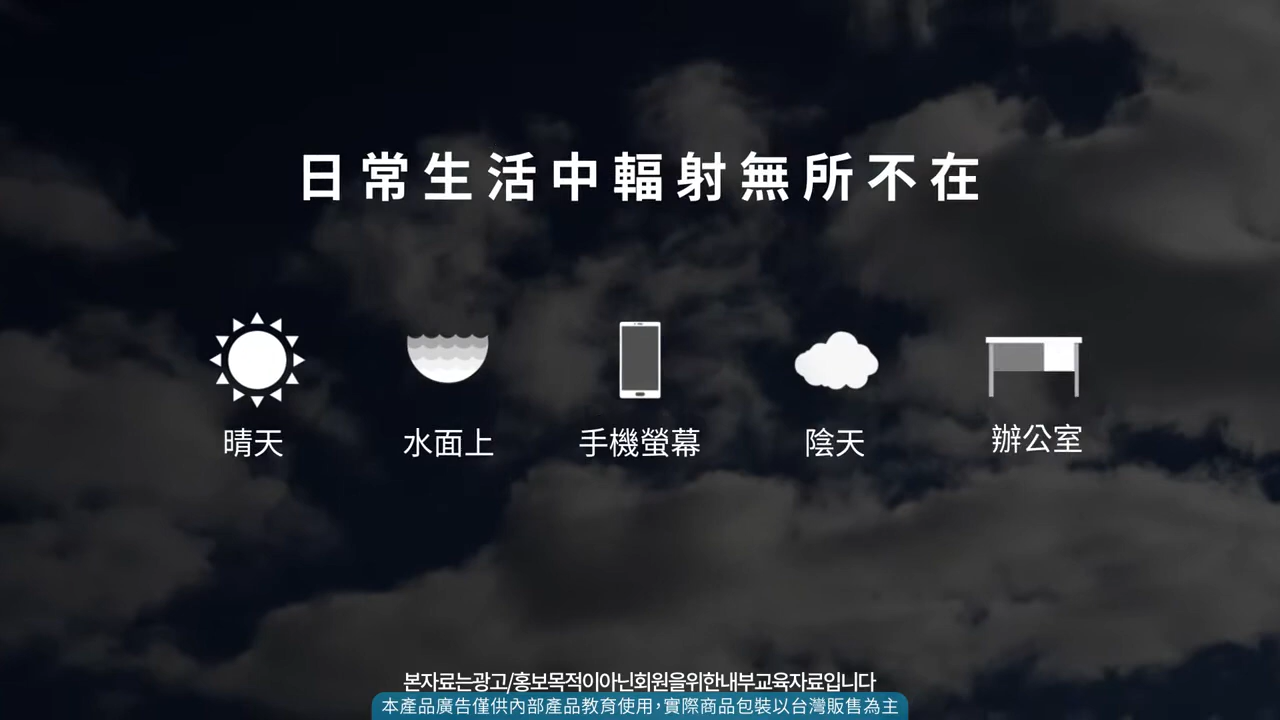 日常生活中輻射無所不在
晴天
水面上
手機螢幕
陰天
辦公室
본자료는광고/홍보목적이아닌회원을위한내부교육자료입니다
本產品廣告僅供內部產品教育使用，實際商品包裝以台灣販售為主